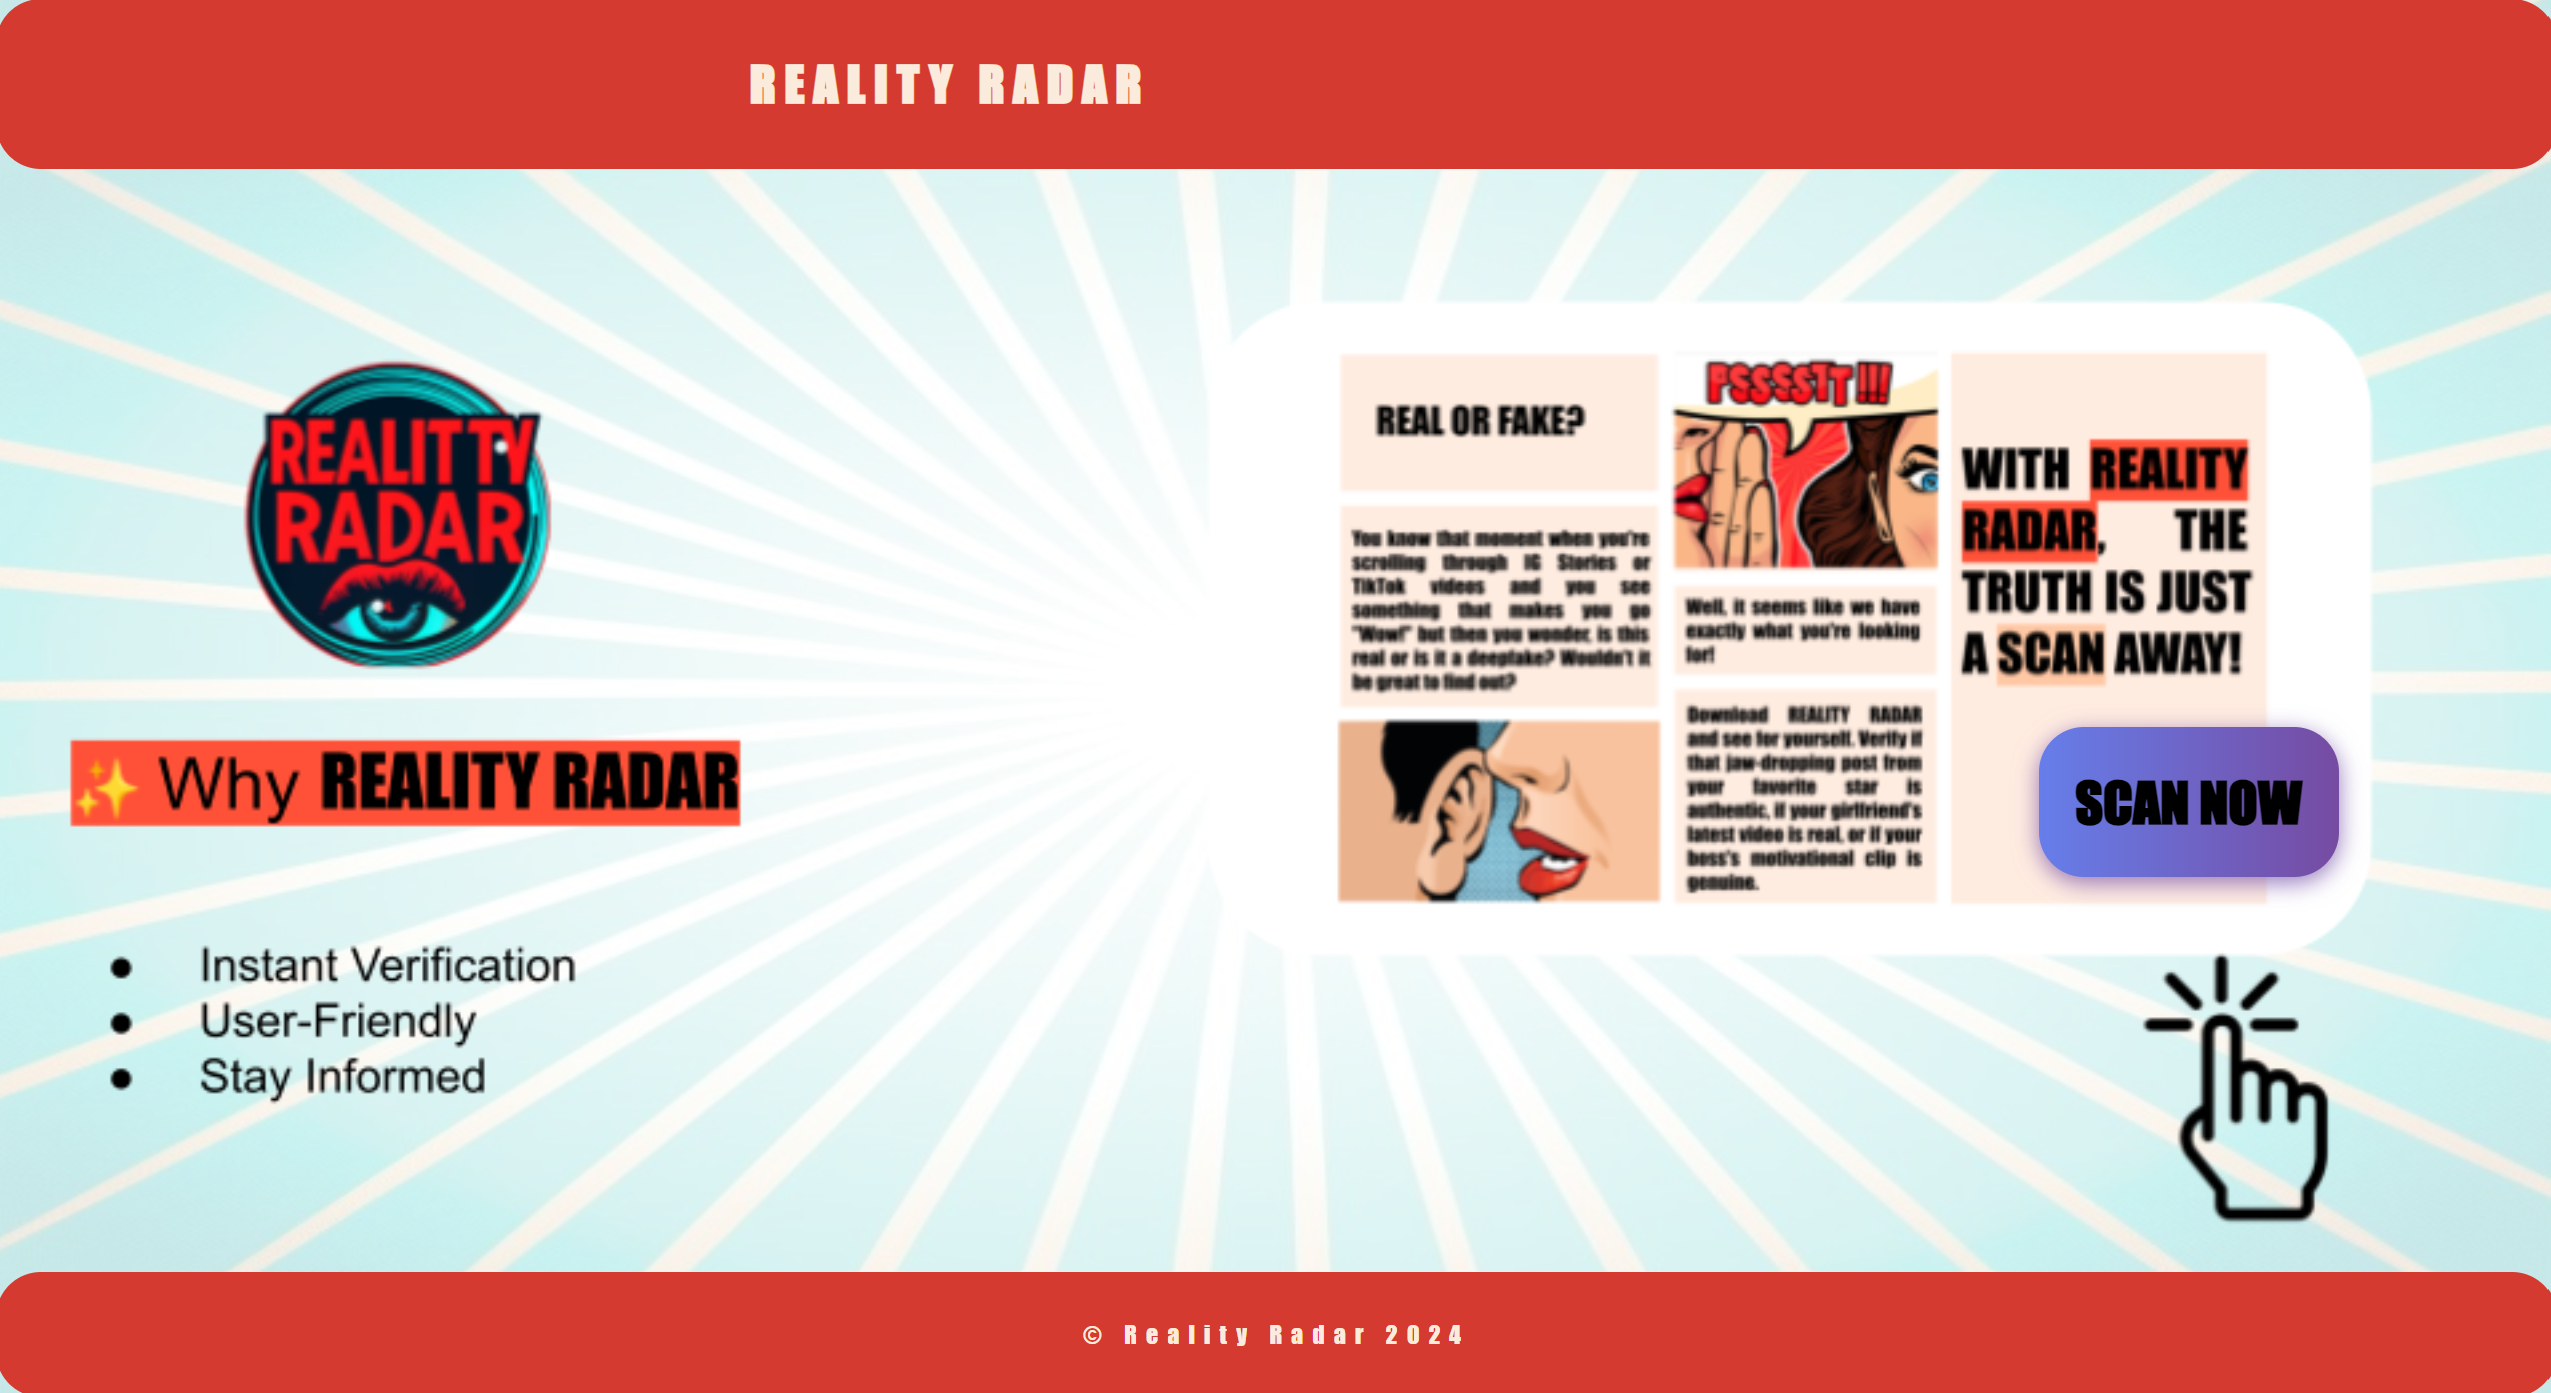 REALITY RADAR
REALITTY
RADAR
✨ Why REALITY RADAR
● Instant Verification
● User-Friendly
● Stay Informed
REAL OR FAKE?
You know that moment when you're
scrolling through IG Stories or
TikTok videos and you see
something that makes you go
"Wow!" but then you wonder, is this
real or is it a deepfake? Wouldn't it
be great to find out?
PSSSSTT !!!
Well, it seems like we have
exactly what you're looking
for!
Download REALITY RADAR
and see for yourself. Verify if
that jaw-dropping post from
your favorite star is
authentic, if your girlfriend's
latest video is real, or if your
boss's motivational clip is
genuine.
WITH REALITY
RADAR, THE
TRUTH IS JUST
A SCAN AWAY!
SCAN NOW
© Reality Radar 2024